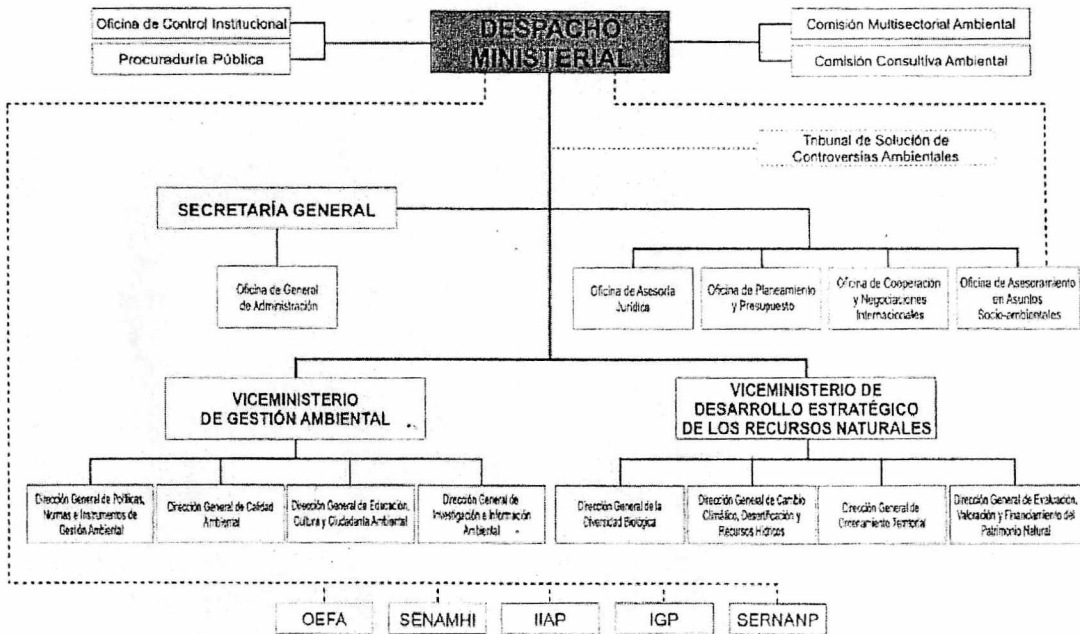 Oficina de Control Institucional
Procuraduría Pública
DESPACHO
MINISTERIAL
Comisión Multisectorial Ambiental
Comisión Consultiva Ambiental
Tribunal de Solución de
Controversias Ambientales
SECRETARÍA GENERAL
Oficina de General
de Administración
Oficina de Asesoría
Jurídica
Oficina de Planeamiento
y Presupuesto
Oficina de Cooperación
y Negociaciones
Internacionales
Oficina de Asesoramiento
en Asuntos
Socio-ambientales
VICEMINISTERIO
DE GESTIÓN AMBIENTAL
VICEMINISTERIO DE
DESARROLLO ESTRATÉGICO
DE LOS RECURSOS NATURALES
Dirección General de Políticas,
Normas e Instrumentos de
Gestión Ambiental
Dirección General de Calidad
Ambiental
Dirección General de Educación,
Cultura y Ciudadanía Ambiental
Dirección General de
Investigación e Información
Ambiental
Dirección General de la
Diversidad Biológica
Dirección General de Cambio
Climático, Desertificación y
Recursos Hídricos
Dirección General de
Ordenamiento Territorial
Dirección General de Evaluación,
Valoración y Financiamiento del
Patrimonio Natural
OEFA
SENAMHI
IIAP
IGP
SERNANP